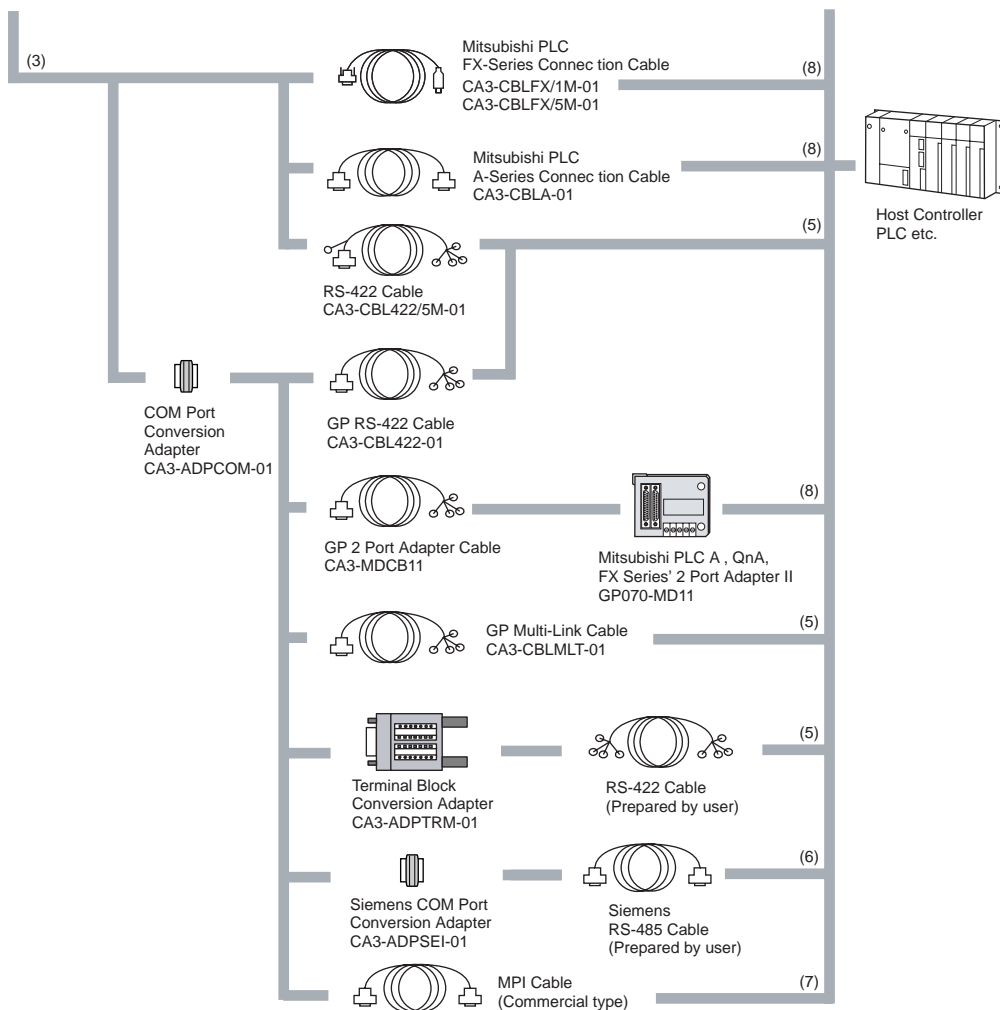 (3)
Mitsubishi PLC
FX-Series Connec tion Cable
CA3-CBLFX/1M-01
CA3-CBLFX/5M-01
(8)
Mitsubishi PLC
A-Series Connec tion Cable
CA3-CBLA-01
(8)
Host Controller
PLC etc.
(5)
RS-422 Cable
CA3-CBL422/5M-01
COM Port
Conversion
Adapter
CA3-ADPCOM-01
GP RS-422 Cable
CA3-CBL422-01
GP 2 Port Adapter Cable
CA3-MDCB11
(8)
Mitsubishi PLC A , QnA,
FX Series’ 2 Port Adapter II
GP070-MD11
GP Multi-Link Cable
CA3-CBLMLT-01
(5)
Terminal Block
Conversion Adapter
CA3-ADPTRM-01
RS-422 Cable
(Prepared by user)
(5)
Siemens COM Port
Conversion Adapter
CA3-ADPSEI-01
Siemens
RS-485 Cable
(Prepared by user)
(6)
MPI Cable
(Commercial type)
(7)